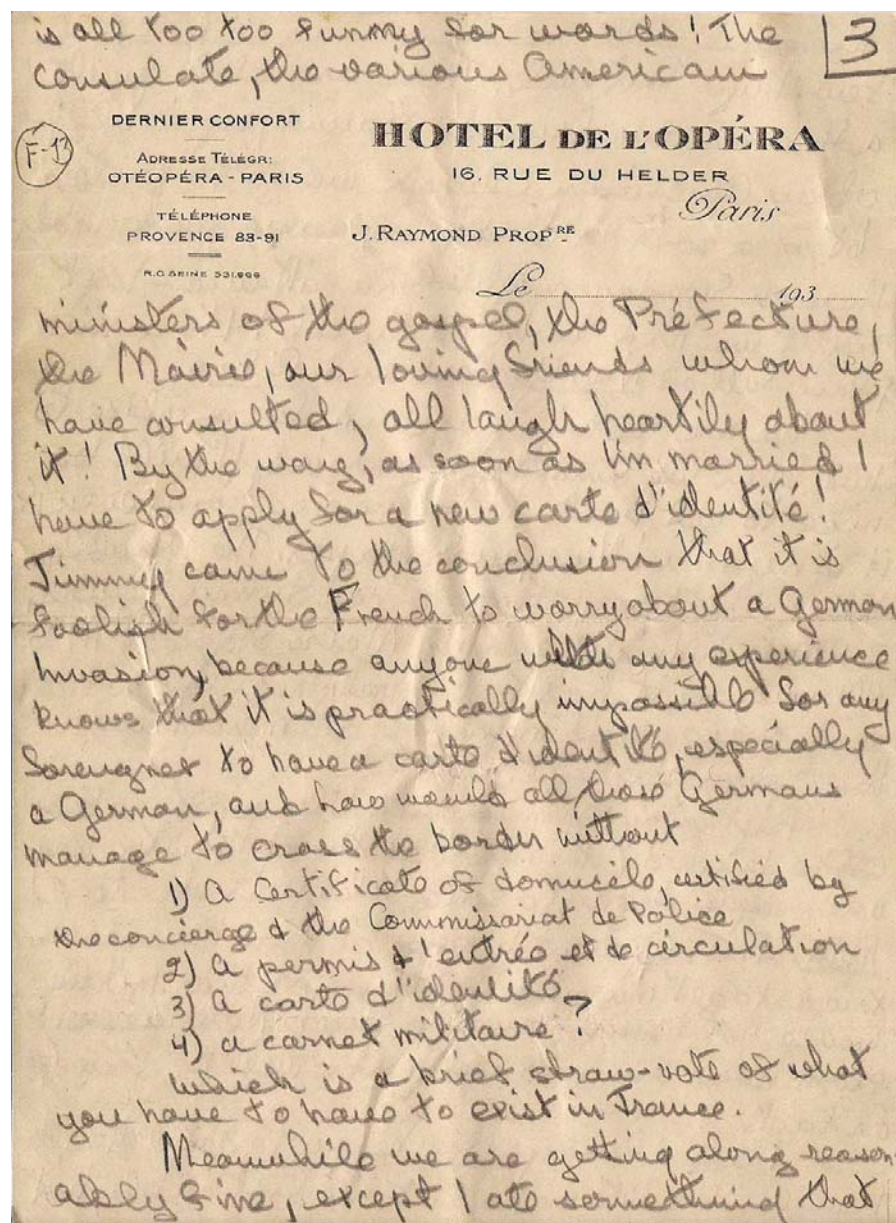 is all too too funny for words! The
3
consulate, the various American
DERNIER CONFORT
F-13
ADRESSE TÉLÉGR:
OTÉOPÉRA - PARIS
TÉLÉPHONE
PROVENCE 83-91
R.C. SEINE 531.966
HOTEL DE L'OPÉRA
16, RUE DU HELDER
Paris
J. RAYMOND PROPRE
Le 193
ministers of the gospel, the Préfecture,
the Mairie, our loving friends whom we
have consulted, all laugh heartily about
it! By the way, as soon as I'm married I
have to apply for a new carte d'identité!
Jimmy came to the conclusion that it is
foolish for the French to worry about a German
invasion, because anyone with any experience
knows that it is practically impossible for any
foreigner to have a carte d'identité, especially
a German, and how would all those Germans
manage to cross the border without
1) A Certificate of domicile, certified by
the concierge & the Commissariat de Police
2) A permis d'entrée et de circulation
3) A carte d'identité
4) a carnet militaire?
which is a brief straw-vote of what
you have to have to exist in France.
Meanwhile we are getting along reason-
ably fine, except I ate something that